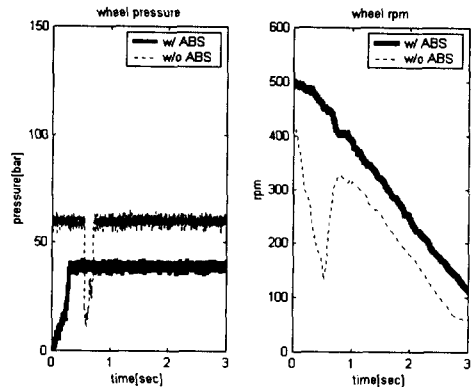 wheel pressure
150
100
50
0
pressure[bar]
w/ ABS
w/o ABS
0 1 2 3
time[sec]
wheel rpm
600
500
400
300
200
100
0
rpm
w/ ABS
w/o ABS
0 1 2 3
time[sec]